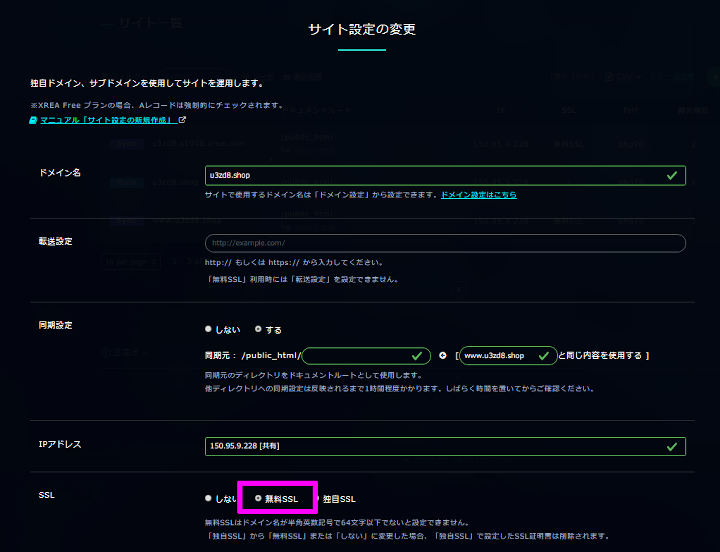 サイト設定の変更
独自ドメイン、サブドメインを使用してサイトを運用します。
※XREA Free プランの場合、Aレコードは強制的にチェックされます。
マニュアル「サイト設定の新規作成」
ドメイン名
u3zd8.shop
サイトで使用するドメイン名は「ドメイン設定」から設定できます。ドメイン設定はこちら
転送設定
http://example.com/
http:// もしくは https:// から入力してください。
「無料SSL」利用時には「転送設定」を設定できません。
同期設定
しない する
同期元： /public_html/ [ www.u3zd8.shop と同じ内容を使用する ]
同期元のディレクトリをドキュメントルートとして使用します。
他ディレクトリへの同期設定は反映されるまで1時間程度かかります。しばらく時間を置いてからご確認ください。
IPアドレス
150.95.9.228 [共有]
SSL
しない 無料SSL 独自SSL
無料SSLはドメイン名が半角英数記号で64文字以下でないと設定できません。
「独自SSL」から「無料SSL」または「しない」に変更した場合、「独自SSL」で設定したSSL証明書は削除されます。